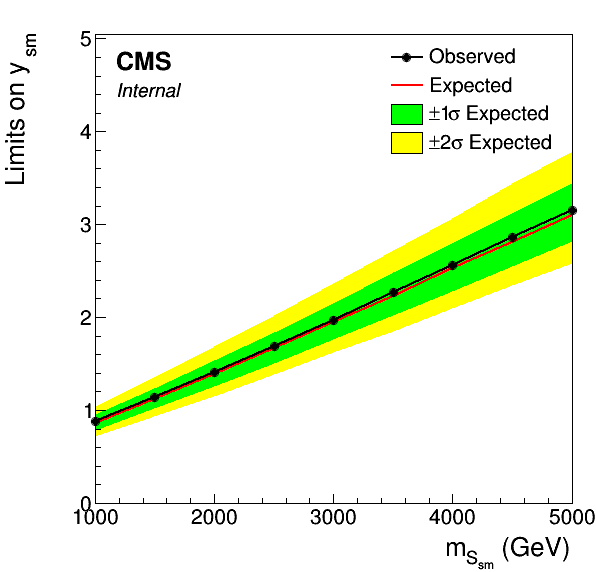 CMS
Internal
Observed
Expected
±1σ Expected
±2σ Expected
Limits on y_sm
5
4
3
2
1
0
1000 2000 3000 4000 5000
m_S_sm (GeV)